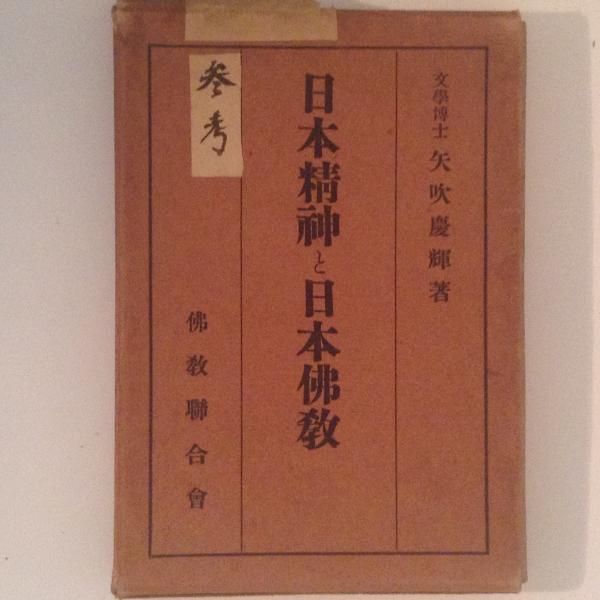 文學博士 矢吹慶輝著
日本精神と日本佛教
参考
佛教聯合會